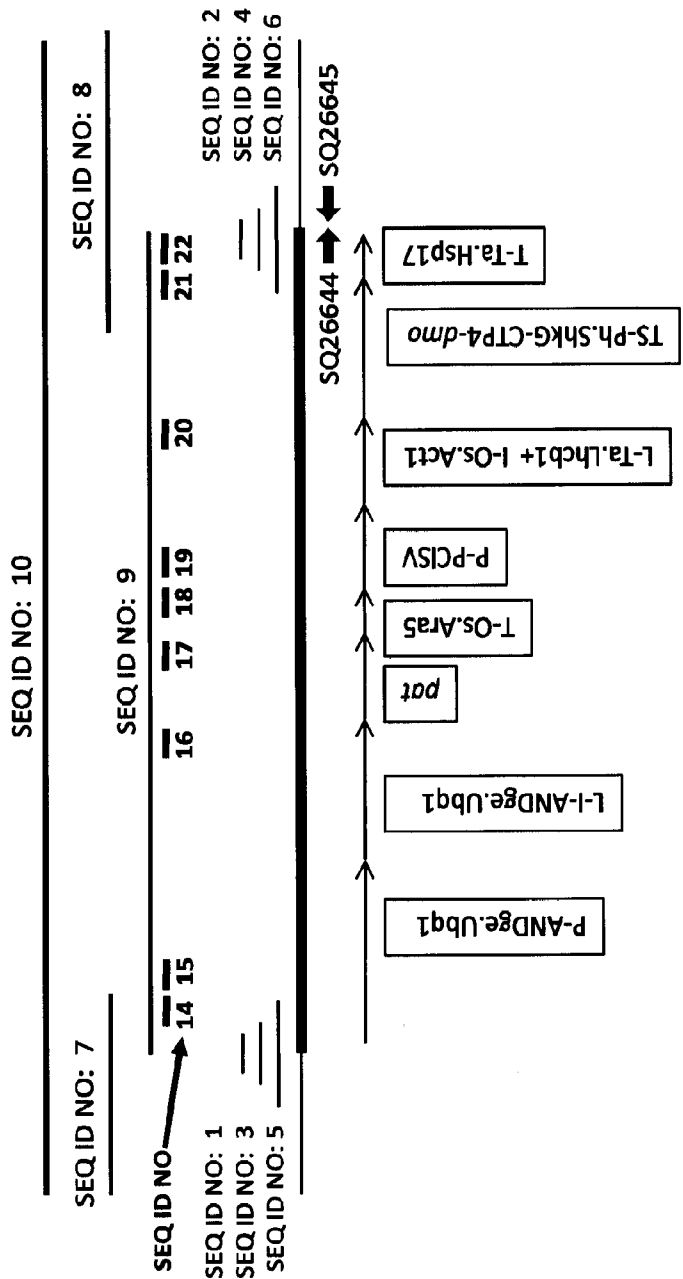 SEQ ID NO: 10
SEQ ID NO: 7
SEQ ID NO: 8
SEQ ID NO: 9
SEQ ID NO
14
15
16
17
18
19
20
21
22
SEQ ID NO: 1
SEQ ID NO: 3
SEQ ID NO: 5
SEQ ID NO: 2
SEQ ID NO: 4
SEQ ID NO: 6
SQ26644
SQ26645
P-ANDge.Ubq1
L-I-ANDge.Ubq1
pat
T-Os.Ara5
P-PCISV
L-Ta.Lhcb1+ I-Os.Act1
TS-Ph.ShkG-CTP4-dmo
T-Ta.Hsp17